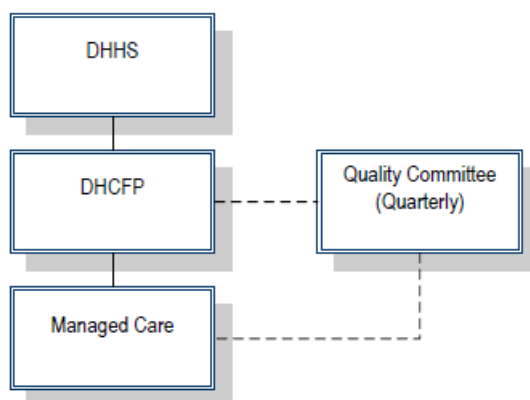 DHHS
DHCFP
Quality Committee
(Quarterly)
Managed Care